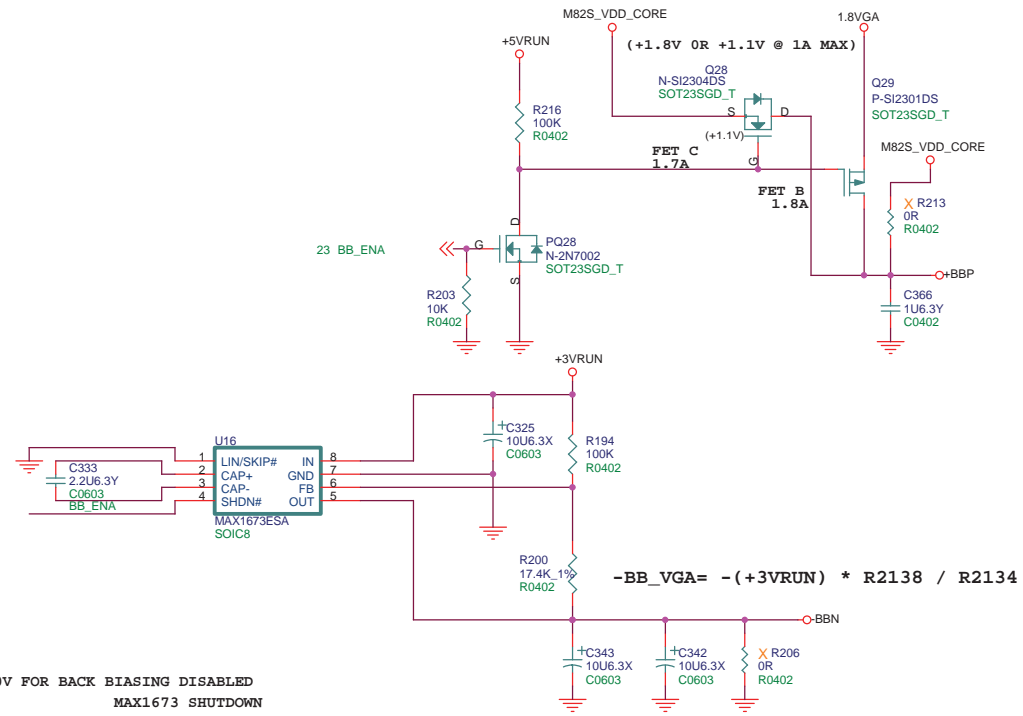 M82S_VDD_CORE
1.8VGA
(+1.8V 0R +1.1V @ 1A MAX)
+5VRUN
Q28
N-SI2304DS
SOT23SGD_T
Q29
P-SI2301DS
SOT23SGD_T
R216
100K
R0402
S
D
(+1.1V)
G
FET C
1.7A
M82S_VDD_CORE
FET B
1.8A
X R213
0R
R0402
D
23 BB_ENA
G
PQ28
N-2N7002
SOT23SGD_T
S
+BBP
R203
10K
R0402
C366
1U6.3Y
C0402
+3VRUN
C325
10U6.3X
C0603
+
R194
100K
R0402
U16
1 LIN/SKIP# IN 8
2 CAP+ GND 7
3 CAP- FB 6
4 SHDN# OUT 5
MAX1673ESA
SOIC8
C333
2.2U6.3Y
C0603
BB_ENA
R200
17.4K_1%
R0402
-BB_VGA= -(+3VRUN) * R2138 / R2134
-BBN
+C343
10U6.3X
C0603
+C342
10U6.3X
C0603
X R206
0R
R0402
V FOR BACK BIASING DISABLED
MAX1673 SHUTDOWN